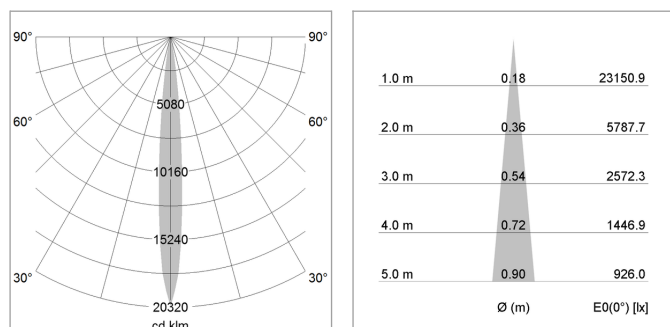 90° 90°
5080
60° 60°
10160
15240
30° 30°
20320
cd klm
1.0 m 0.18 23150.9
2.0 m 0.36 5787.7
3.0 m 0.54 2572.3
4.0 m 0.72 1446.9
5.0 m 0.90 926.0
Ø (m) E0(0°) [lx]